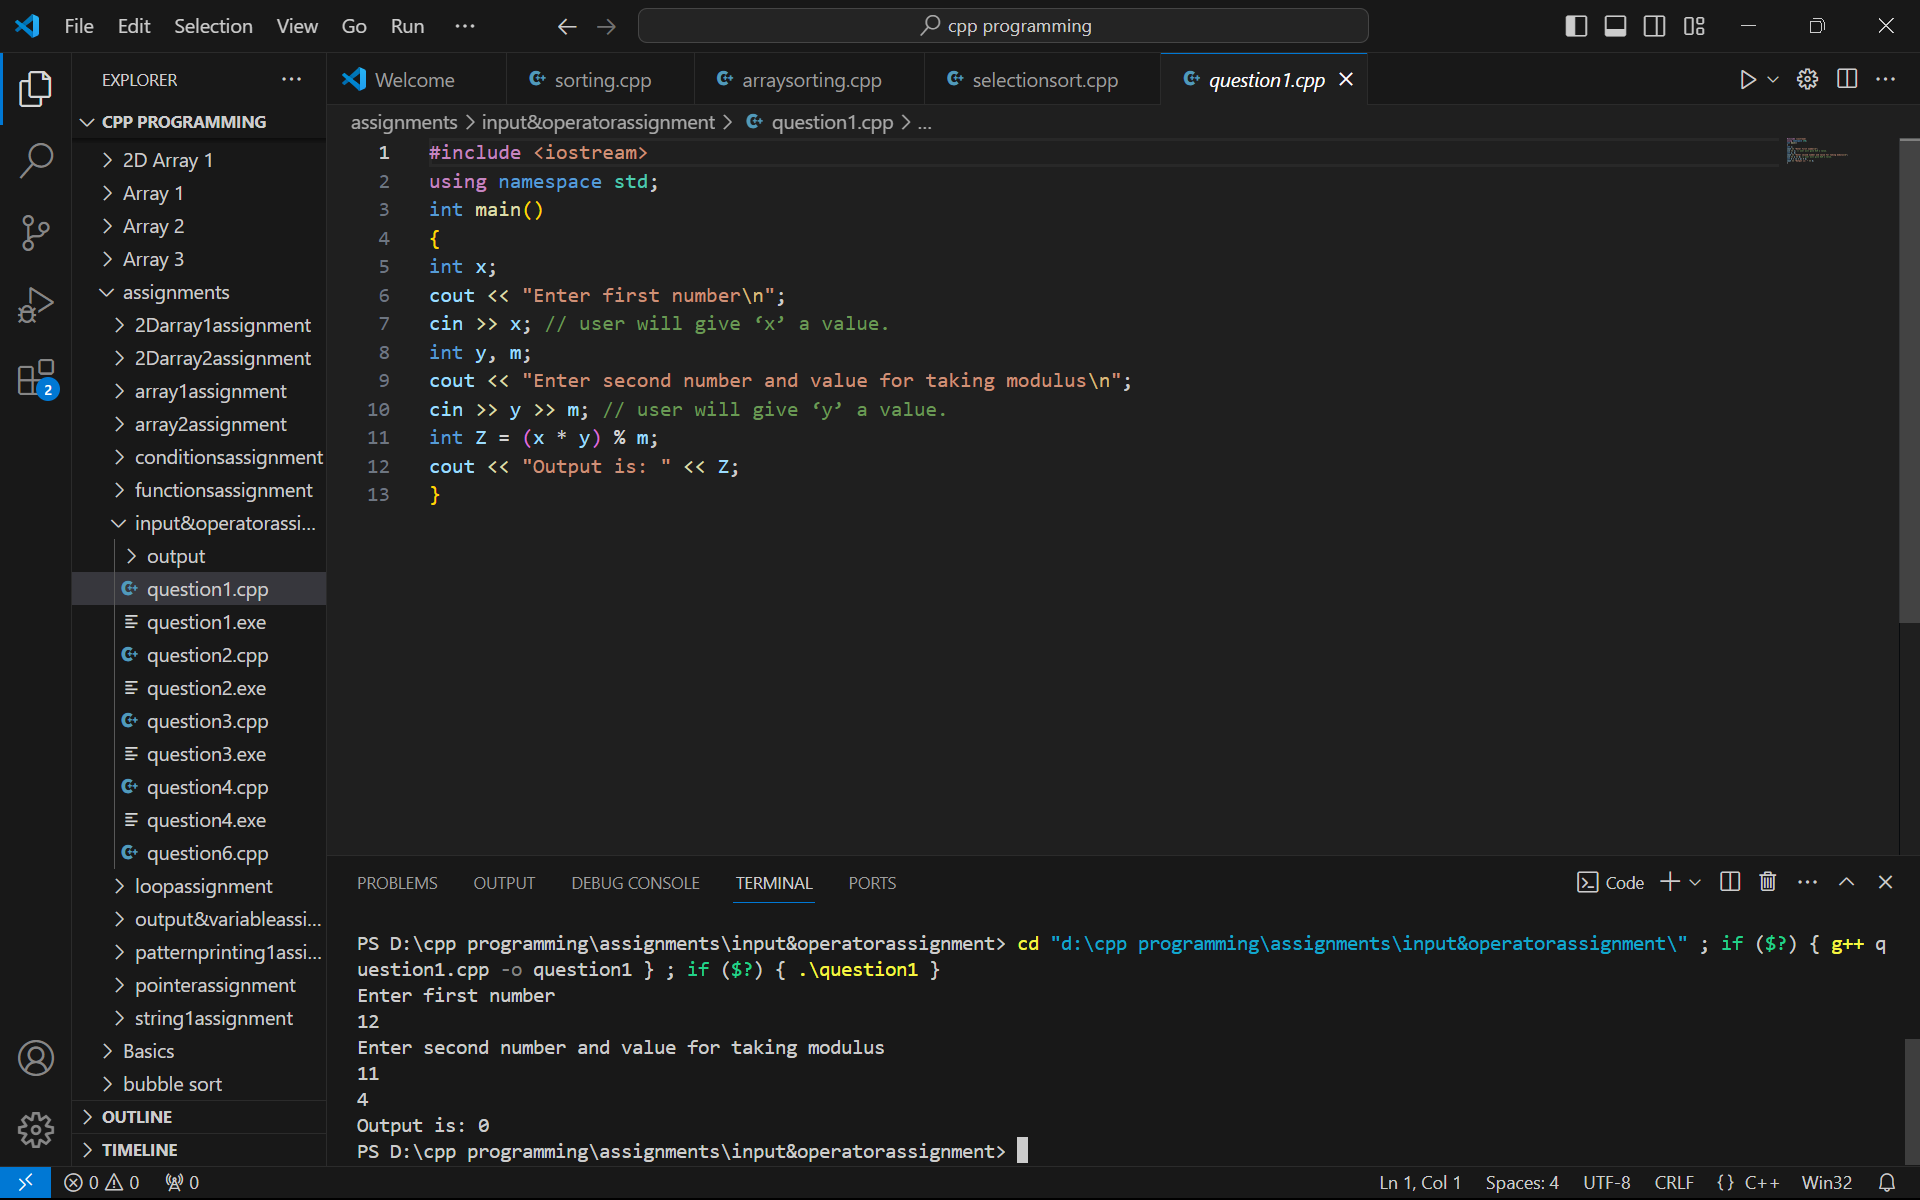 File Edit Selection View Go Run ··· cpp programming
EXPLORER ···
CPP PROGRAMMING
2D Array 1
Array 1
Array 2
Array 3
assignments
2Darray1assignment
2Darray2assignment
array1assignment
array2assignment
conditionsassignment
functionsassignment
input&operatorassi...
output
question1.cpp
question1.exe
question2.cpp
question2.exe
question3.cpp
question3.exe
question4.cpp
question4.exe
question6.cpp
loopassignment
output&variableassi...
patternprinting1assi...
pointerassignment
string1assignment
Basics
bubble sort
OUTLINE
TIMELINE
2
Welcome sorting.cpp arraysorting.cpp selectionsort.cpp question1.cpp
assignments > input&operatorassignment > question1.cpp > ...
1 #include <iostream>
2 using namespace std;
3 int main()
4 {
5 int x;
6 cout << "Enter first number\n";
7 cin >> x; // user will give ‘x’ a value.
8 int y, m;
9 cout << "Enter second number and value for taking modulus\n";
10 cin >> y >> m; // user will give ‘y’ a value.
11 int Z = (x * y) % m;
12 cout << "Output is: " << Z;
13 }
PROBLEMS OUTPUT DEBUG CONSOLE TERMINAL PORTS Code
PS D:\cpp programming\assignments\input&operatorassignment> cd "d:\cpp programming\assignments\input&operatorassignment\" ; if ($?) { g++ q
uestion1.cpp -o question1 } ; if ($?) { .\question1 }
Enter first number
12
Enter second number and value for taking modulus
11
4
Output is: 0
PS D:\cpp programming\assignments\input&operatorassignment>
0 0 0 Ln 1, Col 1 Spaces: 4 UTF-8 CRLF {} C++ Win32